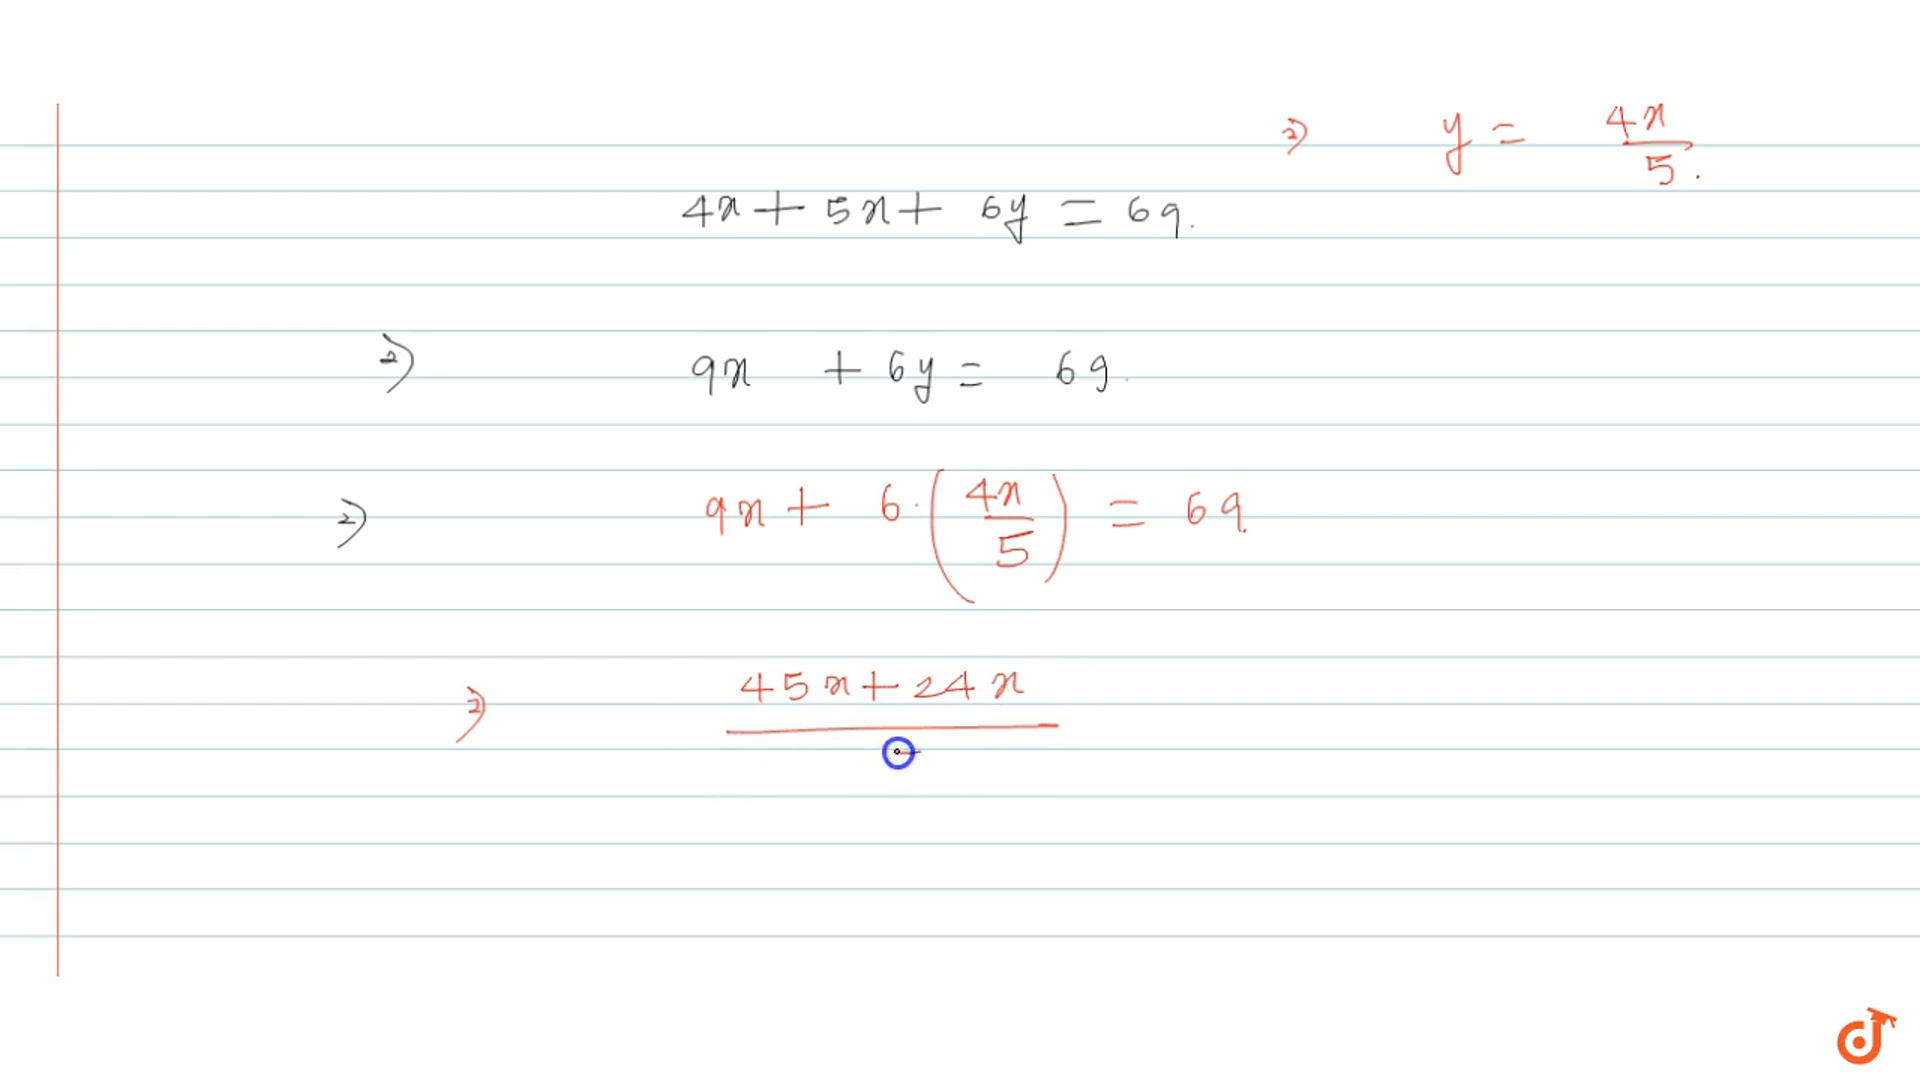 ⇒ y = 4x/5.
4x + 5x + 6y = 69.
⇒ 9x + 6y = 69.
⇒ 9x + 6·(4x/5) = 69.
⇒ 45x + 24x